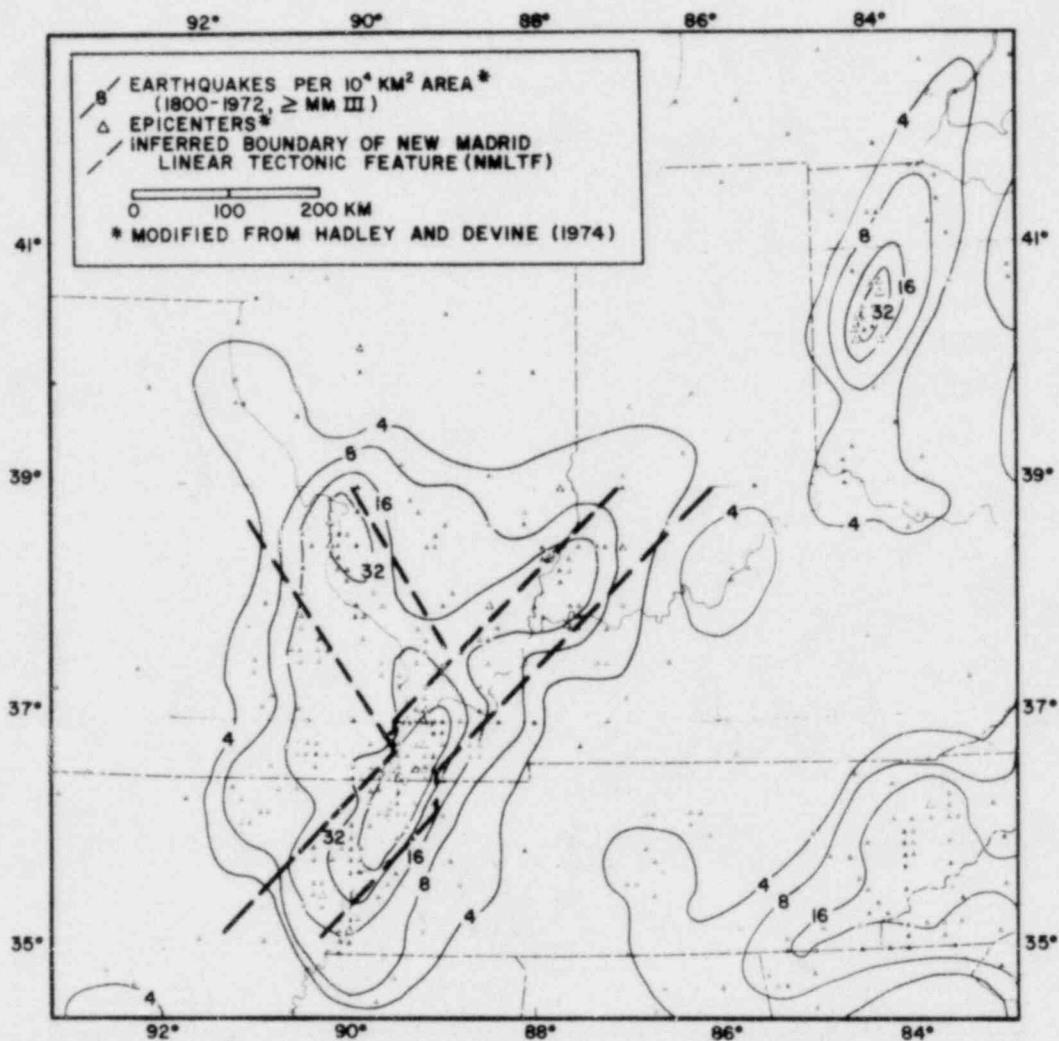 92° 90° 88° 86° 84°
8 EARTHQUAKES PER 10⁴ KM² AREA*
(1800-1972, ≥ MM III)
△ EPICENTERS*
INFERRED BOUNDARY OF NEW MADRID
LINEAR TECTONIC FEATURE (NMLTF)
0 100 200 KM
* MODIFIED FROM HADLEY AND DEVINE (1974)
4
41° 8 41°
16
32
4
8
39° 39°
16
4 4
32
37° 37°
4
32
16
8 4
4 8
16
35° 35°
4
92° 90° 88° 86° 84°